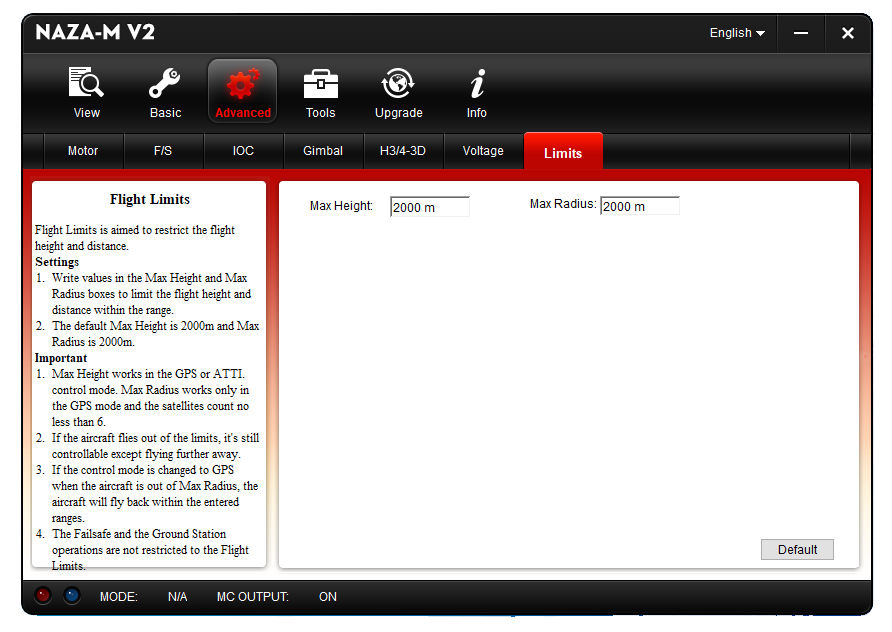 NAZA-M V2
English
View
Basic
Advanced
Tools
Upgrade
Info
Motor
F/S
IOC
Gimbal
H3/4-3D
Voltage
Limits
Flight Limits
Flight Limits is aimed to restrict the flight
height and distance.
Settings
1. Write values in the Max Height and Max
Radius boxes to limit the flight height and
distance within the range.
2. The default Max Height is 2000m and Max
Radius is 2000m.
Important
1. Max Height works in the GPS or ATTI.
control mode. Max Radius works only in
the GPS mode and the satellites count no
less than 6.
2. If the aircraft flies out of the limits, it's still
controllable except flying further away.
3. If the control mode is changed to GPS
when the aircraft is out of Max Radius, the
aircraft will fly back within the entered
ranges.
4. The Failsafe and the Ground Station
operations are not restricted to the Flight
Limits.
Max Height: 2000 m
Max Radius: 2000 m
Default
MODE: N/A MC OUTPUT: ON